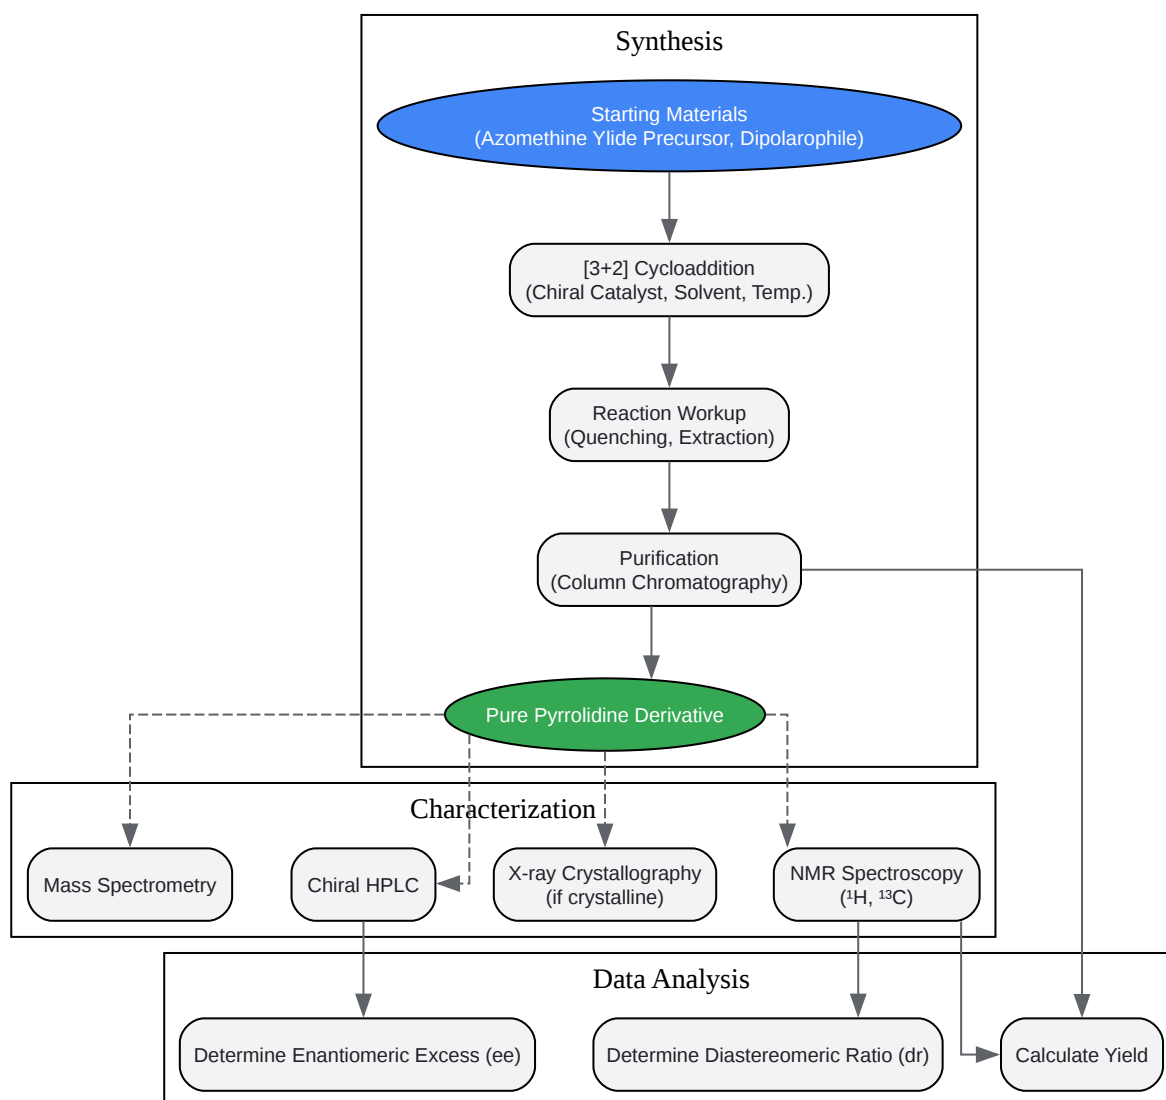 Synthesis
Starting Materials
(Azomethine Ylide Precursor, Dipolarophile)
[3+2] Cycloaddition
(Chiral Catalyst, Solvent, Temp.)
Reaction Workup
(Quenching, Extraction)
Purification
(Column Chromatography)
Pure Pyrrolidine Derivative
Characterization
Mass Spectrometry
Chiral HPLC
X-ray Crystallography
(if crystalline)
NMR Spectroscopy
(¹H, ¹³C)
Data Analysis
Determine Enantiomeric Excess (ee)
Determine Diastereomeric Ratio (dr)
Calculate Yield